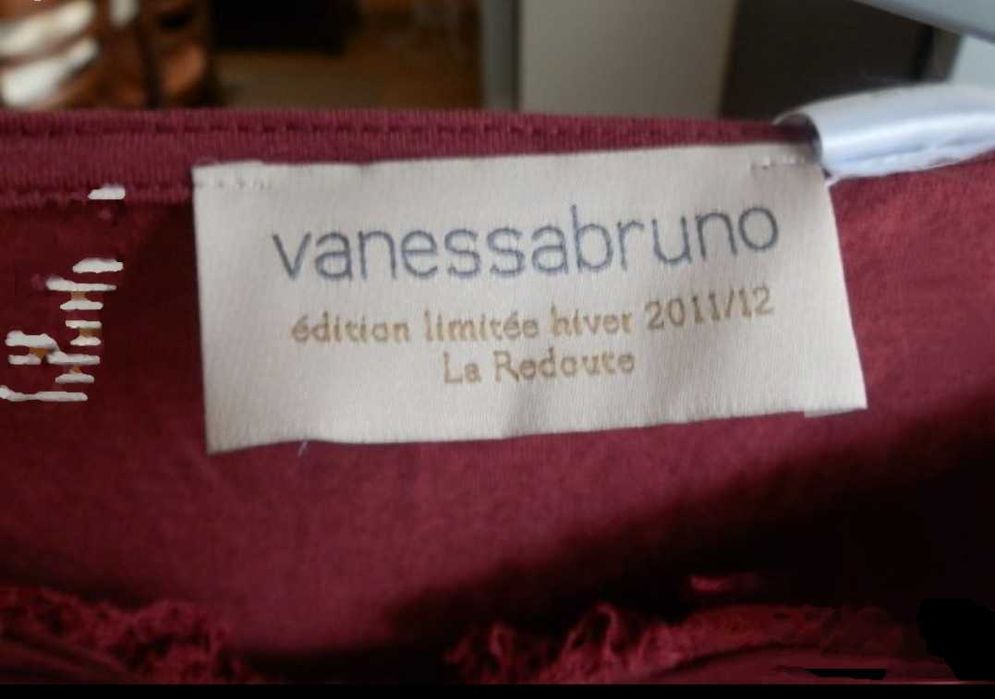 vanessabruno
édition limitée hiver 2011/12
La Redoute